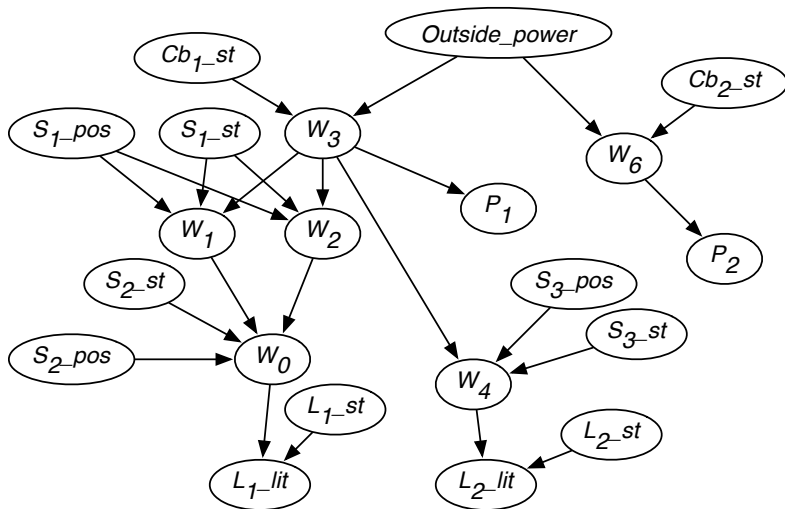 Outside_power
Cb1_st
Cb2_st
S1_pos
S1_st
W3
W6
P1
W1
W2
P2
S2_st
S3_pos
S3_st
S2_pos
W0
W4
L1_st
L2_st
L1_lit
L2_lit